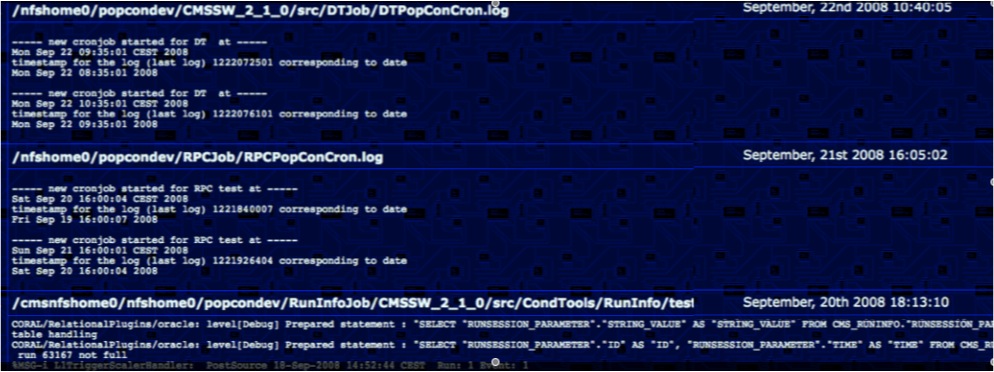 /nfshome0/popcondev/CMSSW_2_1_0/src/DTJob/DTPopConCron.log
September, 22nd 2008 10:40:05
----- new cronjob started for DT at -----
Mon Sep 22 09:35:01 CEST 2008
timestamp for the log (last log) 1222072501 corresponding to date
Mon Sep 22 08:35:01 2008
----- new cronjob started for DT at -----
Mon Sep 22 10:35:01 CEST 2008
timestamp for the log (last log) 1222076101 corresponding to date
Mon Sep 22 09:35:01 2008
/nfshome0/popcondev/RPCJob/RPCPopConCron.log
September, 21st 2008 16:05:02
----- new cronjob started for RPC test at -----
Sat Sep 20 16:00:04 CEST 2008
timestamp for the log (last log) 1221840007 corresponding to date
Fri Sep 19 16:00:07 2008
----- new cronjob started for RPC test at -----
Sun Sep 21 16:00:01 CEST 2008
timestamp for the log (last log) 1221926404 corresponding to date
Sat Sep 20 16:00:04 2008
/cmsnfshome0/nfshome0/popcondev/RunInfoJob/CMSSW_2_1_0/src/CondTools/RunInfo/test
September, 20th 2008 18:13:10
CORAL/RelationalPlugins/oracle: level[Debug] Prepared statement : "SELECT "RUNSESSION_PARAMETER"."STRING_VALUE" AS "STRING_VALUE" FROM CMS_RUNINFO."RUNSESSION_PA
table handling
CORAL/RelationalPlugins/oracle: level[Debug] Prepared statement : "SELECT "RUNSESSION_PARAMETER"."ID" AS "ID", "RUNSESSION_PARAMETER"."TIME" AS "TIME" FROM CMS_R
run 63167 not full
%MSG-i L1TriggerScalerHandler: PostSource 18-Sep-2008 14:52:44 CEST Run: 1 Event: 1